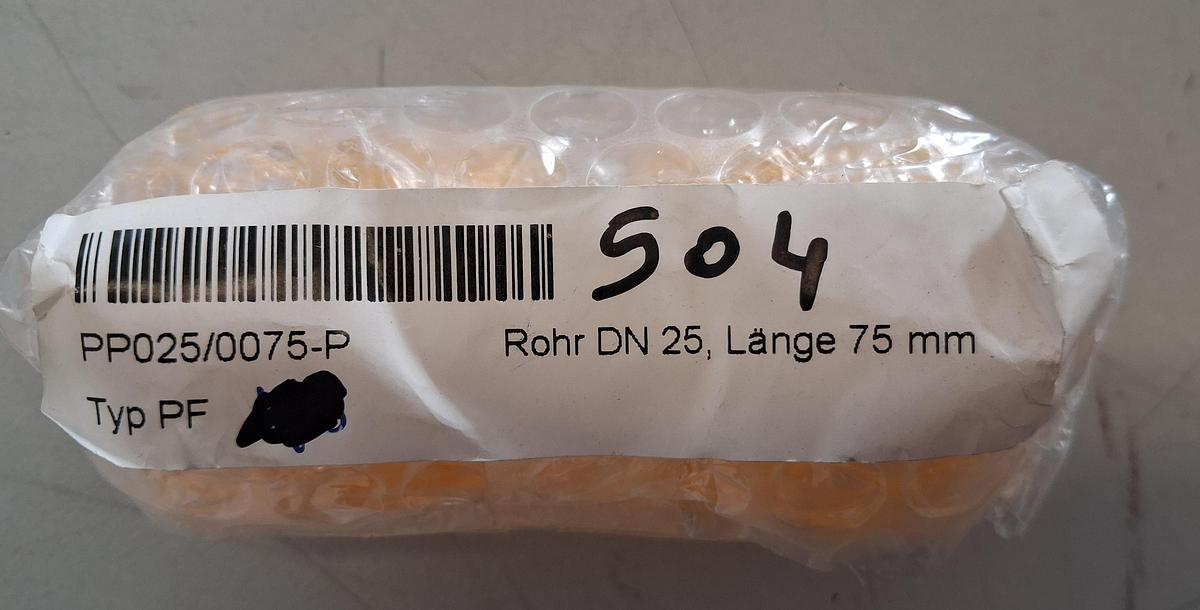 504
PP025/0075-P Rohr DN 25, Länge 75 mm
Typ PF